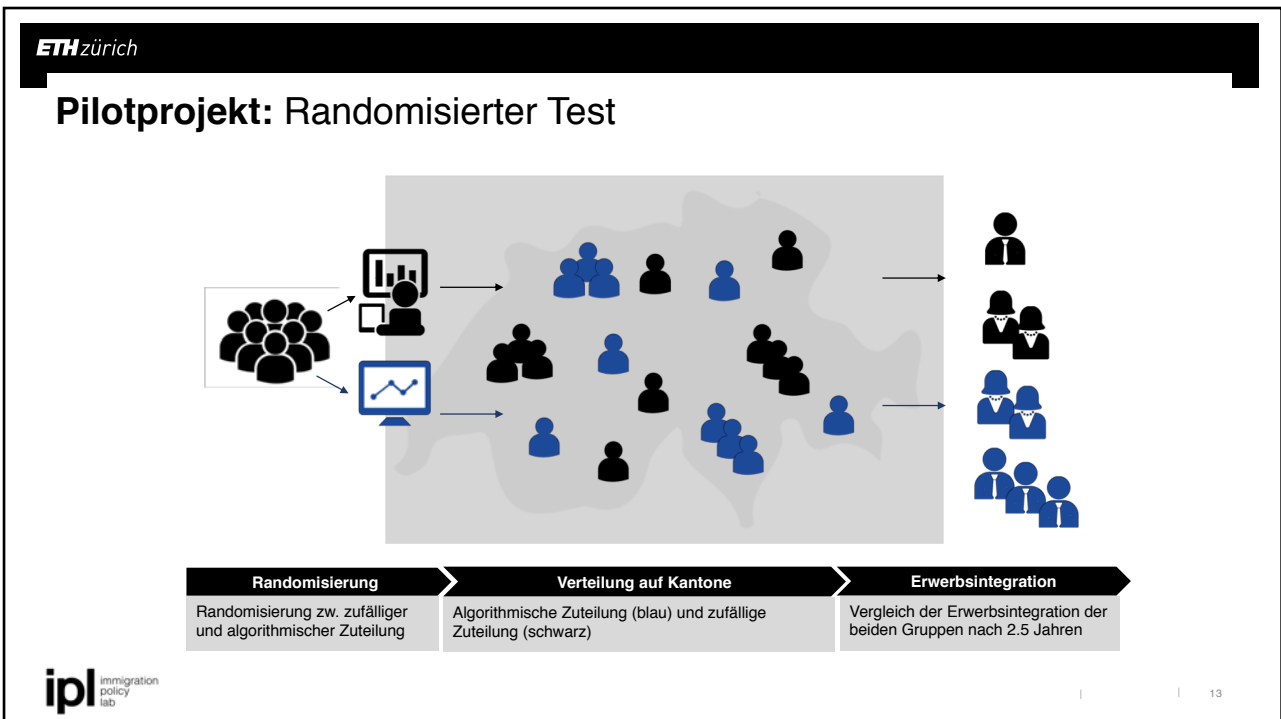 ETH zürich
Pilotprojekt: Randomisierter Test
Randomisierung
Randomisierung zw. zufälliger
und algorithmischer Zuteilung
Verteilung auf Kantone
Algorithmische Zuteilung (blau) und zufällige
Zuteilung (schwarz)
Erwerbsintegration
Vergleich der Erwerbsintegration der
beiden Gruppen nach 2.5 Jahren
ipl immigration
policy
lab
| | 13